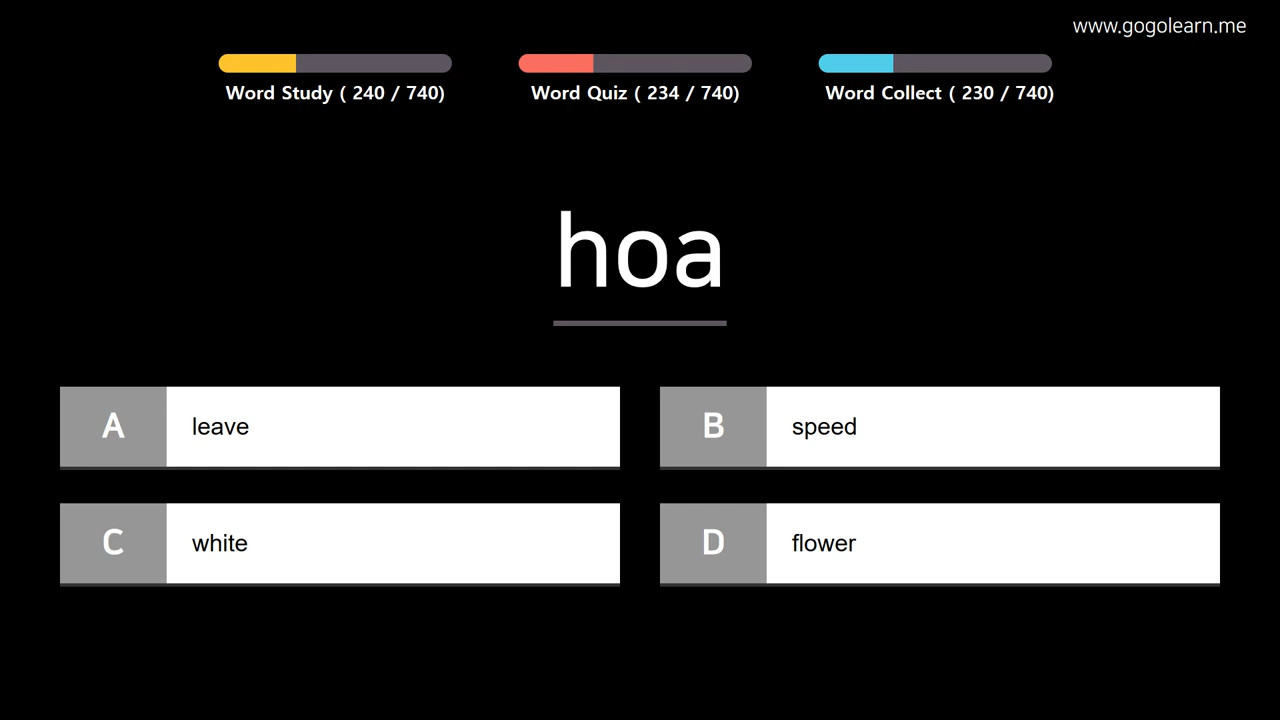 www.gogolearn.me
Word Study ( 240 / 740)
Word Quiz ( 234 / 740)
Word Collect ( 230 / 740)
hoa
A
leave
B
speed
C
white
D
flower